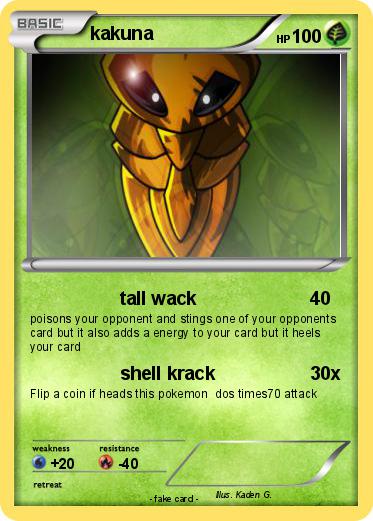 BASIC kakuna HP100
tail wack 40
poisons your opponent and stings one of your opponents
card but it also adds a energy to your card but it heels
your card
shell krack 30x
Flip a coin if heads this pokemon dos times70 attack
weakness resistance
+20 -40
retreat
- fake card -
Illus. Kaden G.